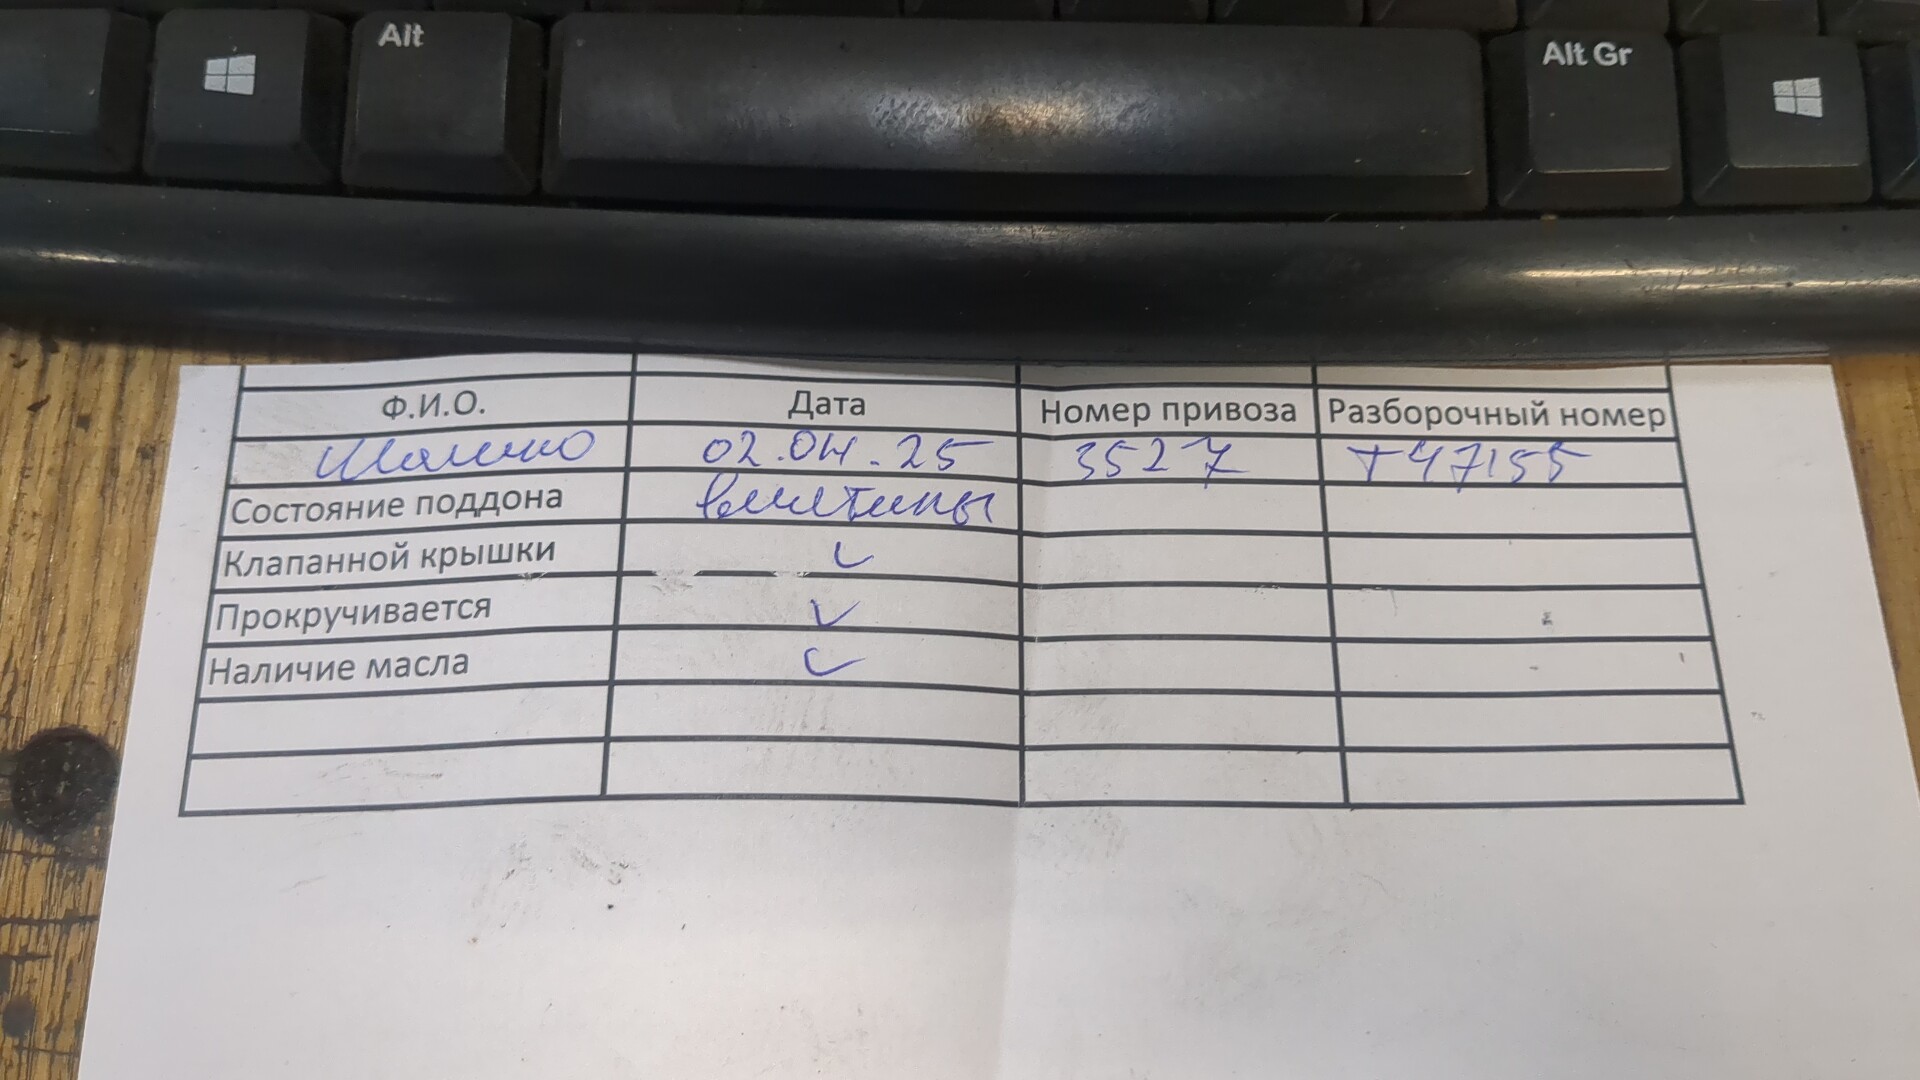 Alt Alt Gr
Ф.И.О. Дата Номер привоза Разборочный номер
02.04.25 3527 Т47155
Состояние поддона вмятины
Клапанной крышки ✓
Прокручивается ✓
Наличие масла ✓